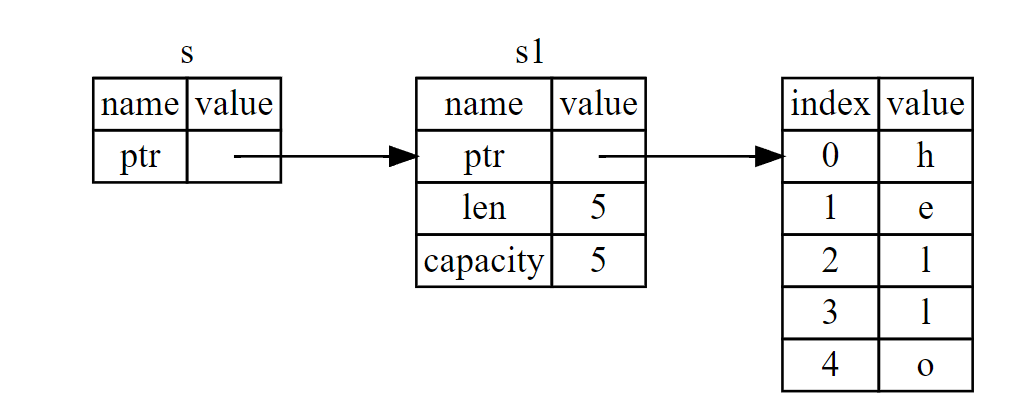 s
name value
ptr
s1
name value
ptr
len 5
capacity 5
index value
0 h
1 e
2 l
3 l
4 o